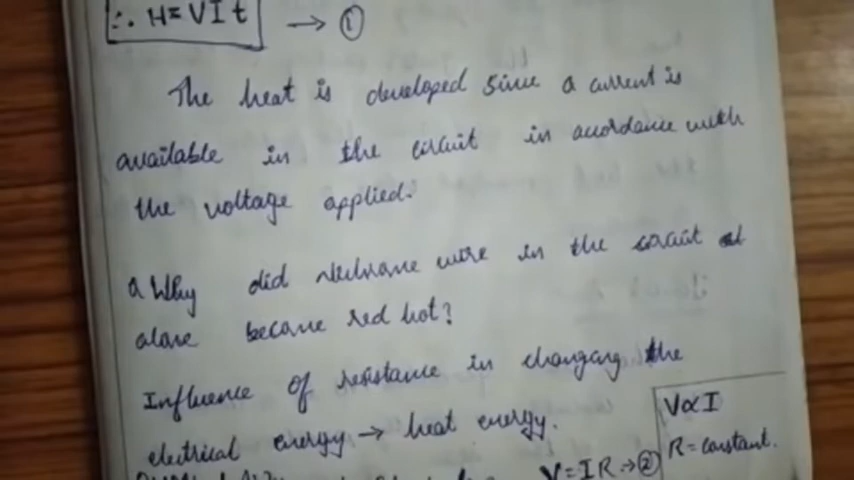 ∴ H = VIt → ①
The heat is developed since a current is
available in the circuit in accordance with
the voltage applied.
Q Why did nichrome wire in the circuit
alone became red hot?
Influence of resistance in changing the
electrical energy → heat energy.
V∝I
R = constant.
V = IR → ②